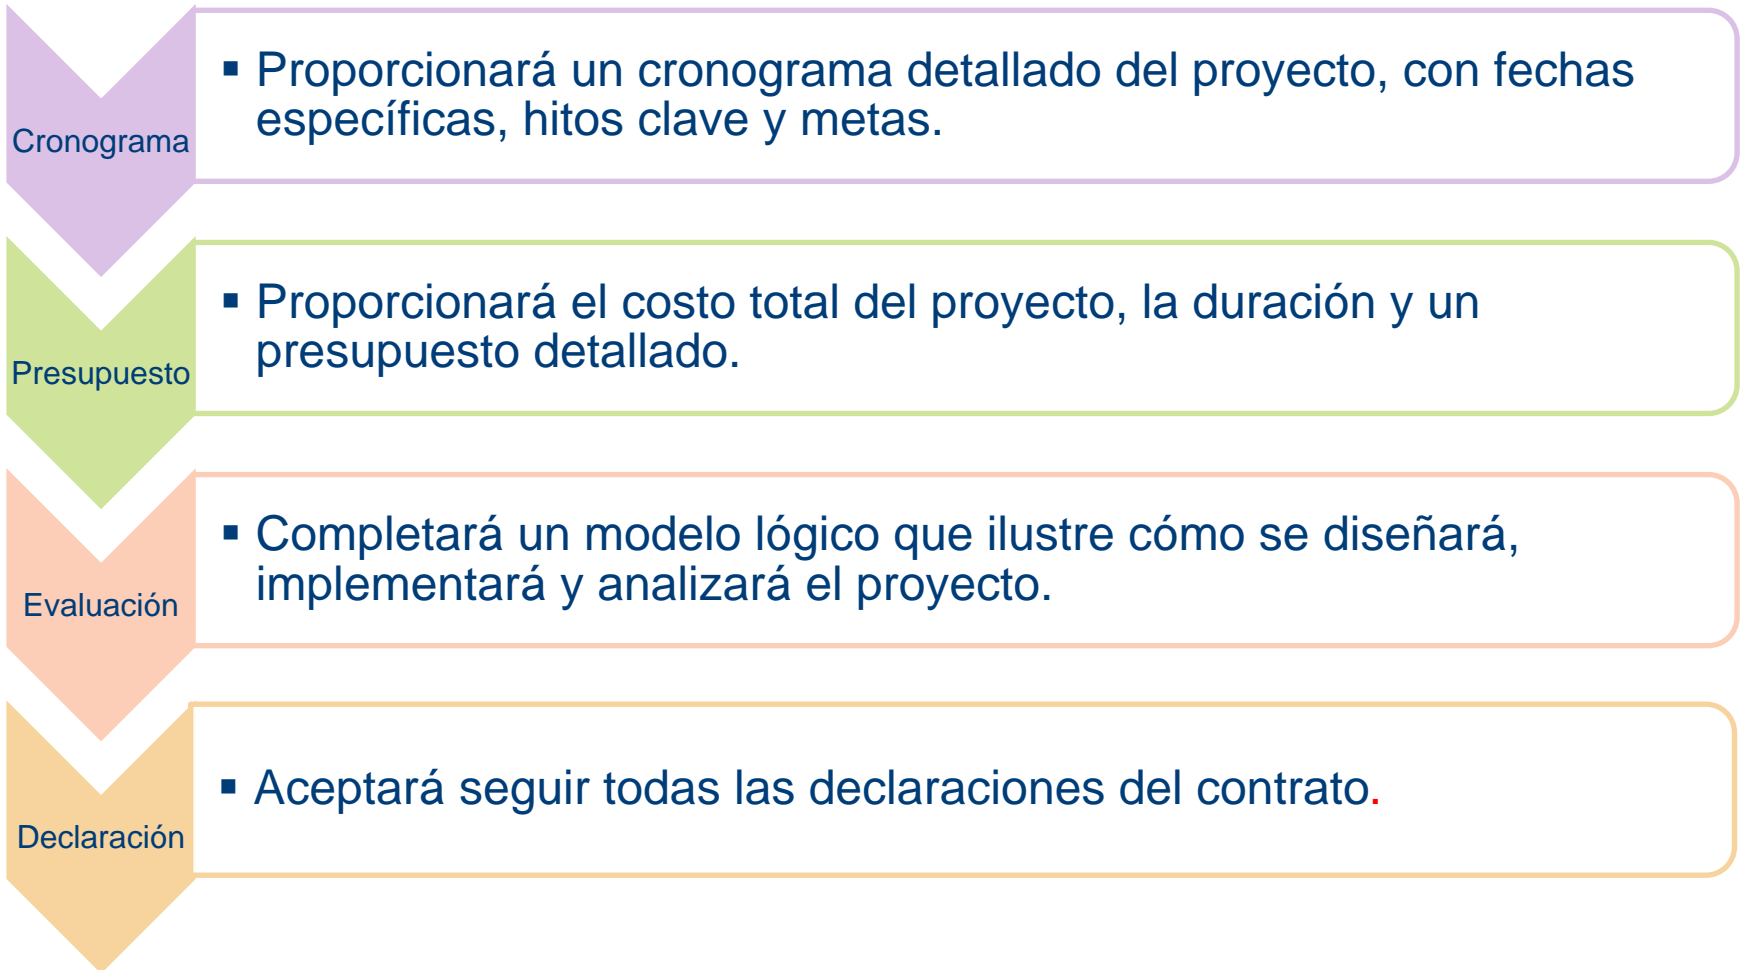 Cronograma
▪ Proporcionará un cronograma detallado del proyecto, con fechas
específicas, hitos clave y metas.
Presupuesto
▪ Proporcionará el costo total del proyecto, la duración y un
presupuesto detallado.
Evaluación
▪ Completará un modelo lógico que ilustre cómo se diseñará,
implementará y analizará el proyecto.
Declaración
▪ Aceptará seguir todas las declaraciones del contrato.